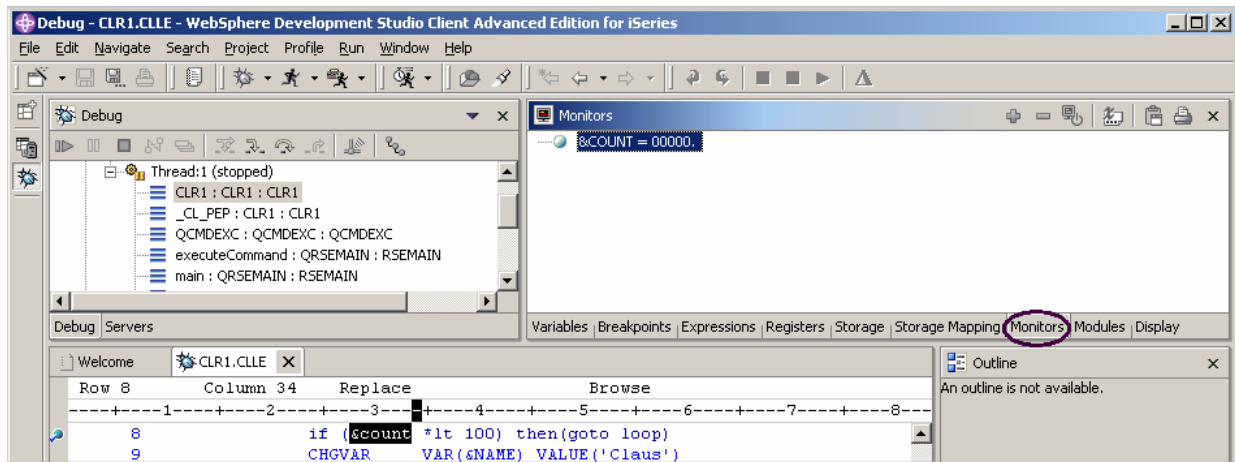 Debug - CLR1.CLLE - WebSphere Development Studio Client Advanced Edition for iSeries
File Edit Navigate Search Project Profile Run Window Help
Debug
Thread:1 (stopped)
CLR1 : CLR1 : CLR1
_CL_PEP : CLR1 : CLR1
QCMDEXC : QCMDEXC : QCMDEXC
executeCommand : QRSEMAIN : RSEMAIN
main : QRSEMAIN : RSEMAIN
Debug Servers
Monitors
&COUNT = 00000.
Variables Breakpoints Expressions Registers Storage Storage Mapping Monitors Modules Display
Welcome CLR1.CLLE
Row 8 Column 34 Replace Browse
----+----1----+----2----+----3----+----4----+----5----+----6----+----7----+----8---
8 if (&count *lt 100) then(goto loop)
9 CHGVAR VAR(&NAME) VALUE('Claus')
Outline
An outline is not available.